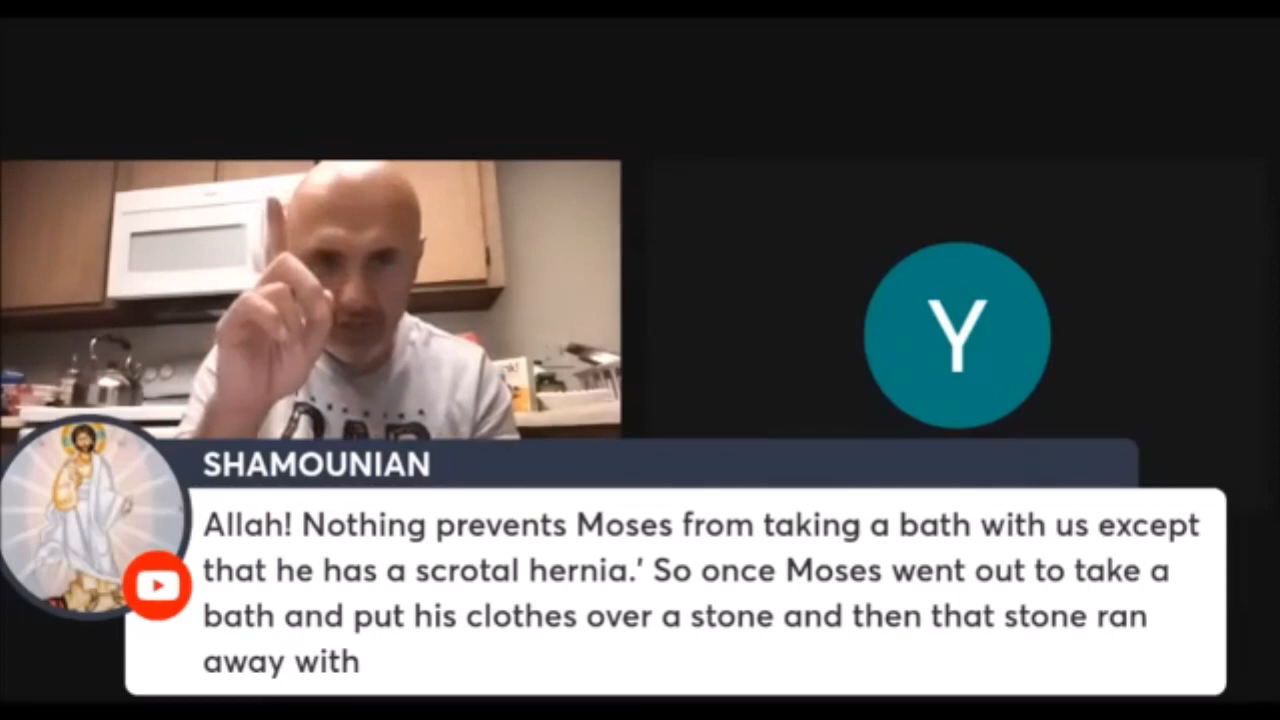 Y
DAD
SHAMOUNIAN
Allah! Nothing prevents Moses from taking a bath with us except
that he has a scrotal hernia.' So once Moses went out to take a
bath and put his clothes over a stone and then that stone ran
away with